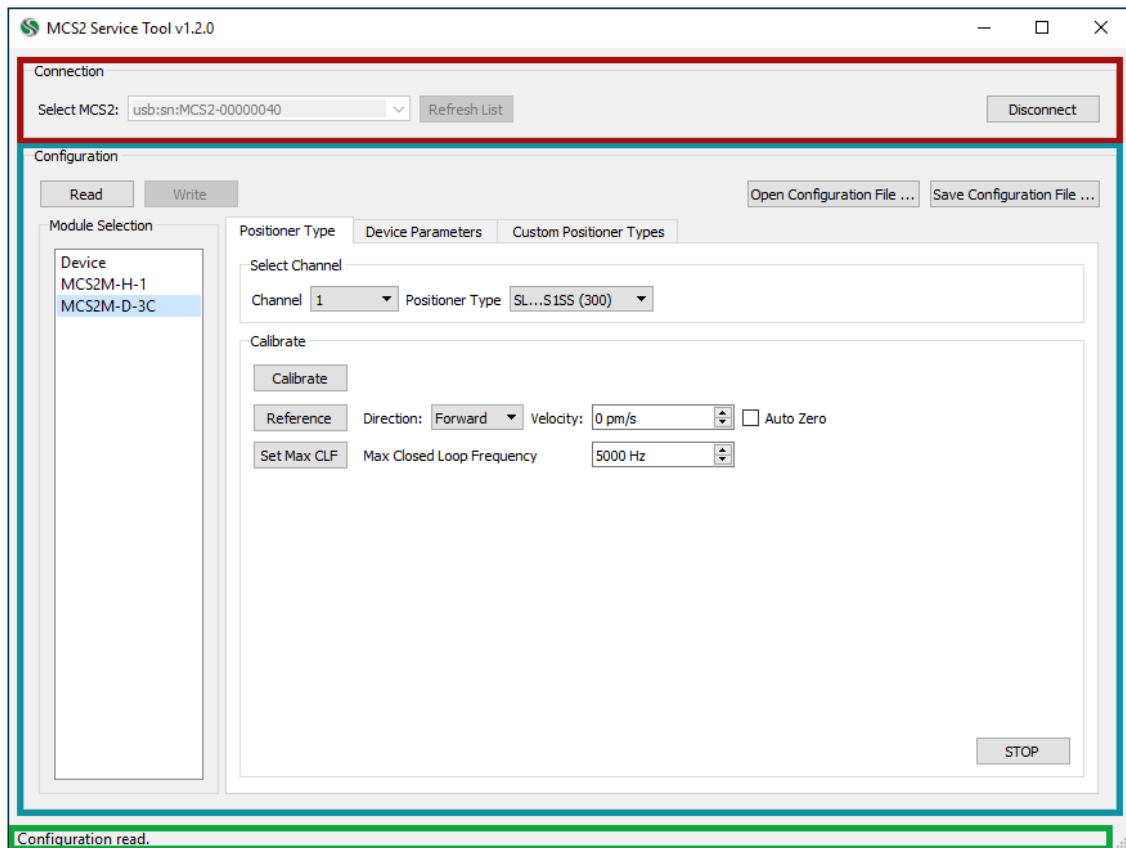 MCS2 Service Tool v1.2.0
Connection
Select MCS2: usb:sn:MCS2-00000040 Refresh List Disconnect
Configuration
Read Write Open Configuration File ... Save Configuration File ...
Module Selection
Device
MCS2M-H-1
MCS2M-D-3C
Positioner Type Device Parameters Custom Positioner Types
Select Channel
Channel 1 Positioner Type SL...S1SS (300)
Calibrate
Calibrate
Reference Direction: Forward Velocity: 0 pm/s Auto Zero
Set Max CLF Max Closed Loop Frequency 5000 Hz
STOP
Configuration read.